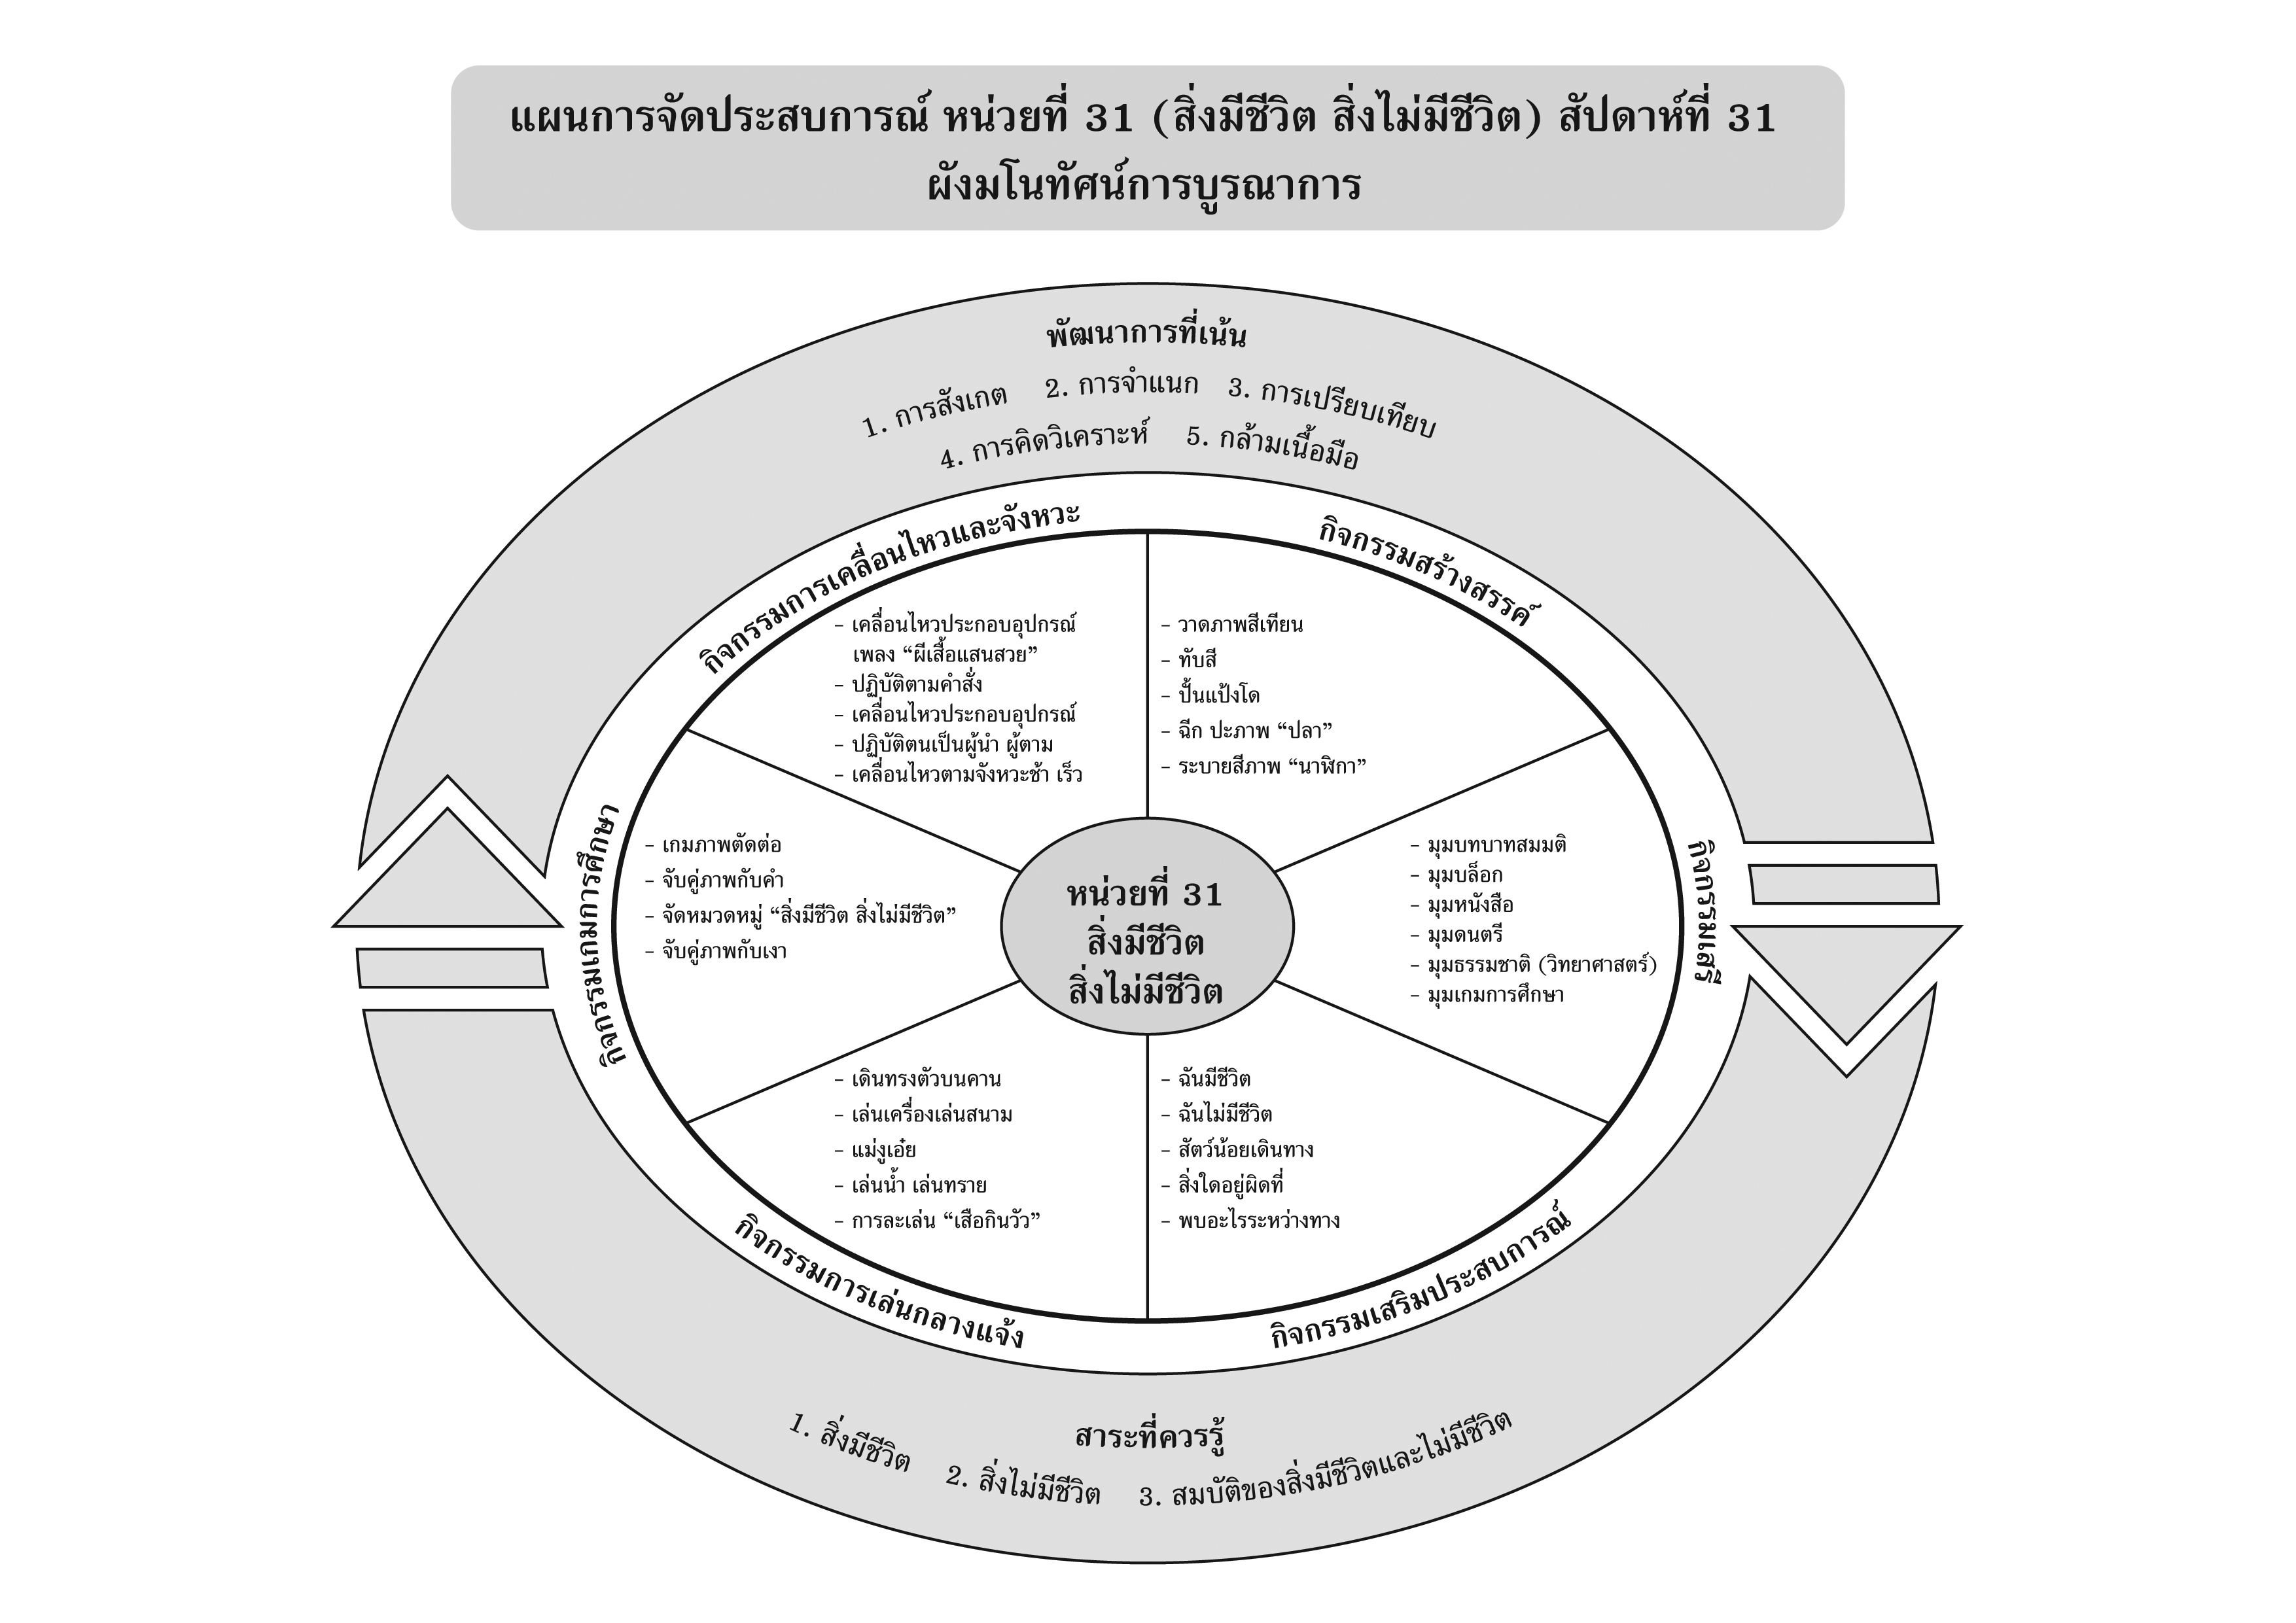 แผนการจัดประสบการณ์ หน่วยที่ 31 (สิ่งมีชีวิต สิ่งไม่มีชีวิต) สัปดาห์ที่ 31
ผังมโนทัศน์การบูรณาการ
พัฒนาการที่เน้น
1. การสังเกต 2. การจำแนก 3. การเปรียบเทียบ
4. การคิดวิเคราะห์ 5. กล้ามเนื้อมือ
กิจกรรมการเคลื่อนไหวและจังหวะ
- เคลื่อนไหวประกอบอุปกรณ์
เพลง “ผีเสื้อแสนสวย”
- ปฏิบัติตามคำสั่ง
- เคลื่อนไหวประกอบอุปกรณ์
- ปฏิบัติตนเป็นผู้นำ ผู้ตาม
- เคลื่อนไหวตามจังหวะช้า เร็ว
กิจกรรมสร้างสรรค์
- วาดภาพสีเทียน
- ทับสี
- ปั้นแป้งโด
- ฉีก ปะภาพ “ปลา”
- ระบายสีภาพ “นาฬิกา”
กิจกรรมเกมการศึกษา
- เกมภาพตัดต่อ
- จับคู่ภาพกับคำ
- จัดหมวดหมู่ “สิ่งมีชีวิต สิ่งไม่มีชีวิต”
- จับคู่ภาพกับเงา
หน่วยที่ 31
สิ่งมีชีวิต
สิ่งไม่มีชีวิต
กิจกรรมเสรี
- มุมบทบาทสมมติ
- มุมบล็อก
- มุมหนังสือ
- มุมดนตรี
- มุมธรรมชาติ (วิทยาศาสตร์)
- มุมเกมการศึกษา
- เดินทรงตัวบนคาน
- เล่นเครื่องเล่นสนาม
- แม่งูเอ๋ย
- เล่นน้ำ เล่นทราย
- การละเล่น “เสือกินวัว”
กิจกรรมการเล่นกลางแจ้ง
- ฉันมีชีวิต
- ฉันไม่มีชีวิต
- สัตว์น้อยเดินทาง
- สิ่งใดอยู่ผิดที่
- พบอะไรระหว่างทาง
กิจกรรมเสริมประสบการณ์
สาระที่ควรรู้
1. สิ่งมีชีวิต 2. สิ่งไม่มีชีวิต 3. สมบัติของสิ่งมีชีวิตและไม่มีชีวิต